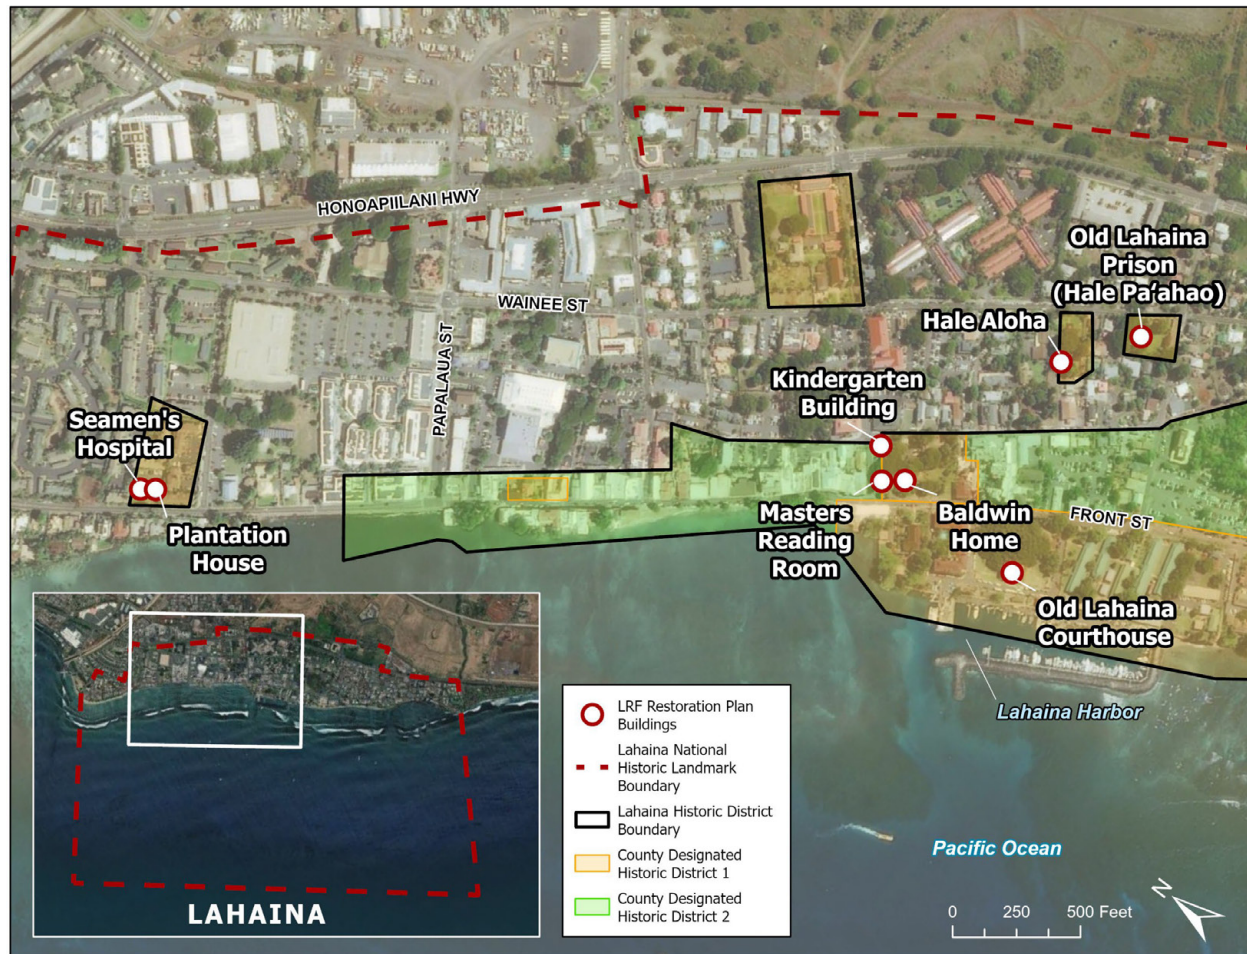 HONOAPIILANI HWY
WAINEE ST
PAPALAUA ST
Old Lahaina
Prison
(Hale Pa‘ahao)
Hale Aloha
Kindergarten
Building
Seamen's
Hospital
Plantation
House
Masters
Reading
Room
Baldwin
Home
FRONT ST
Old Lahaina
Courthouse
Lahaina Harbor
Pacific Ocean
LAHAINA
LRF Restoration Plan
Buildings
Lahaina National
Historic Landmark
Boundary
Lahaina Historic District
Boundary
County Designated
Historic District 1
County Designated
Historic District 2
N
0 250 500 Feet